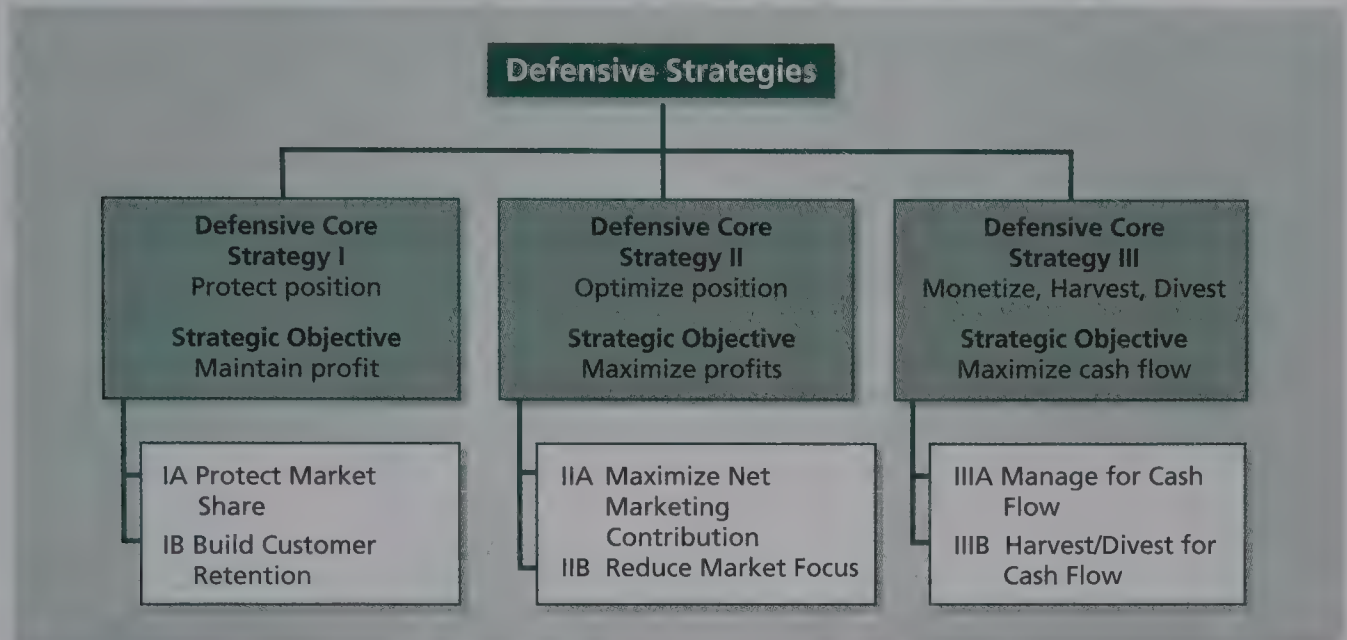 Defensive Strategies
Defensive Core
Strategy I
Protect position
Strategic Objective
Maintain profit
IA Protect Market
Share
IB Build Customer
Retention
Defensive Core
Strategy II
Optimize position
Strategic Objective
Maximize profits
IIA Maximize Net
Marketing
Contribution
IIB Reduce Market Focus
Defensive Core
Strategy III
Monetize, Harvest, Divest
Strategic Objective
Maximize cash flow
IIIA Manage for Cash
Flow
IIIB Harvest/Divest for
Cash Flow